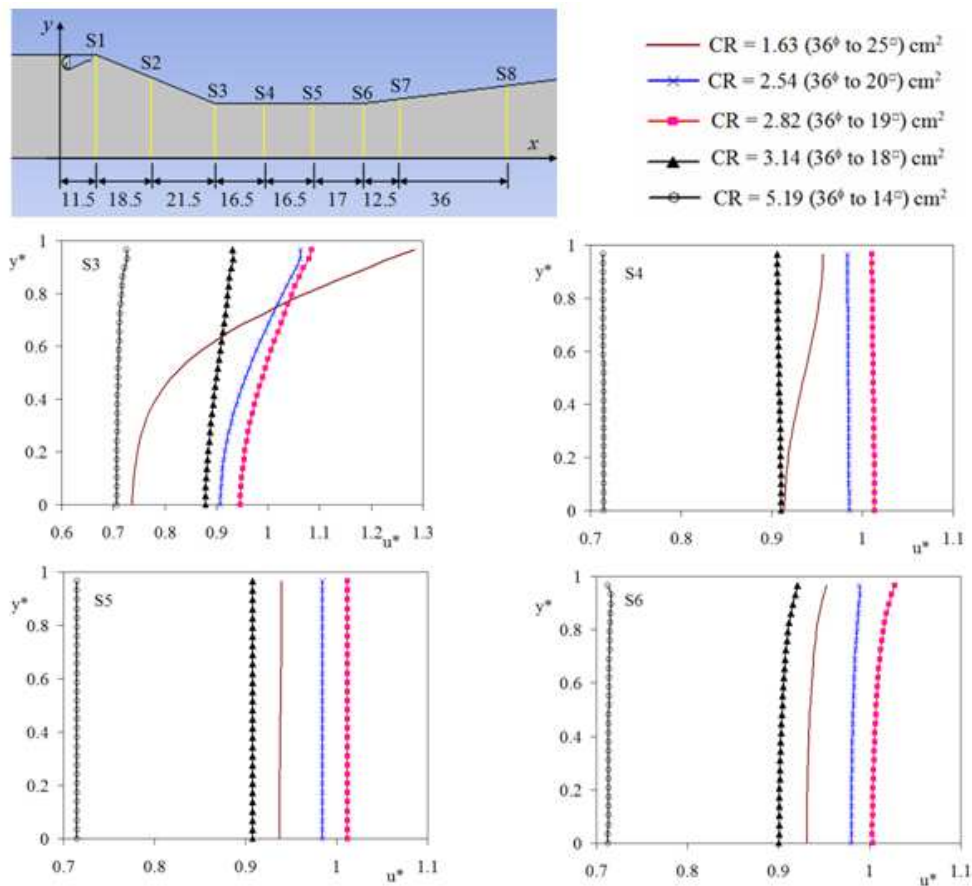 y
S1
S2
S3
S4
S5
S6
S7
S8
x
11.5 18.5 21.5 16.5 16.5 17 12.5 36
CR = 1.63 (36ᶲ to 25▫) cm²
CR = 2.54 (36ᶲ to 20▫) cm²
CR = 2.82 (36ᶲ to 19▫) cm²
CR = 3.14 (36ᶲ to 18▫) cm²
CR = 5.19 (36ᶲ to 14▫) cm²
1
y*
S3
0.8
0.6
0.4
0.2
0
0.6 0.7 0.8 0.9 1 1.1 1.2 1.3
u*
1
y*
S4
0.8
0.6
0.4
0.2
0
0.7 0.8 0.9 1 1.1
u*
1
y*
S5
0.8
0.6
0.4
0.2
0
0.7 0.8 0.9 1 1.1
u*
1
y*
S6
0.8
0.6
0.4
0.2
0
0.7 0.8 0.9 1 1.1
u*